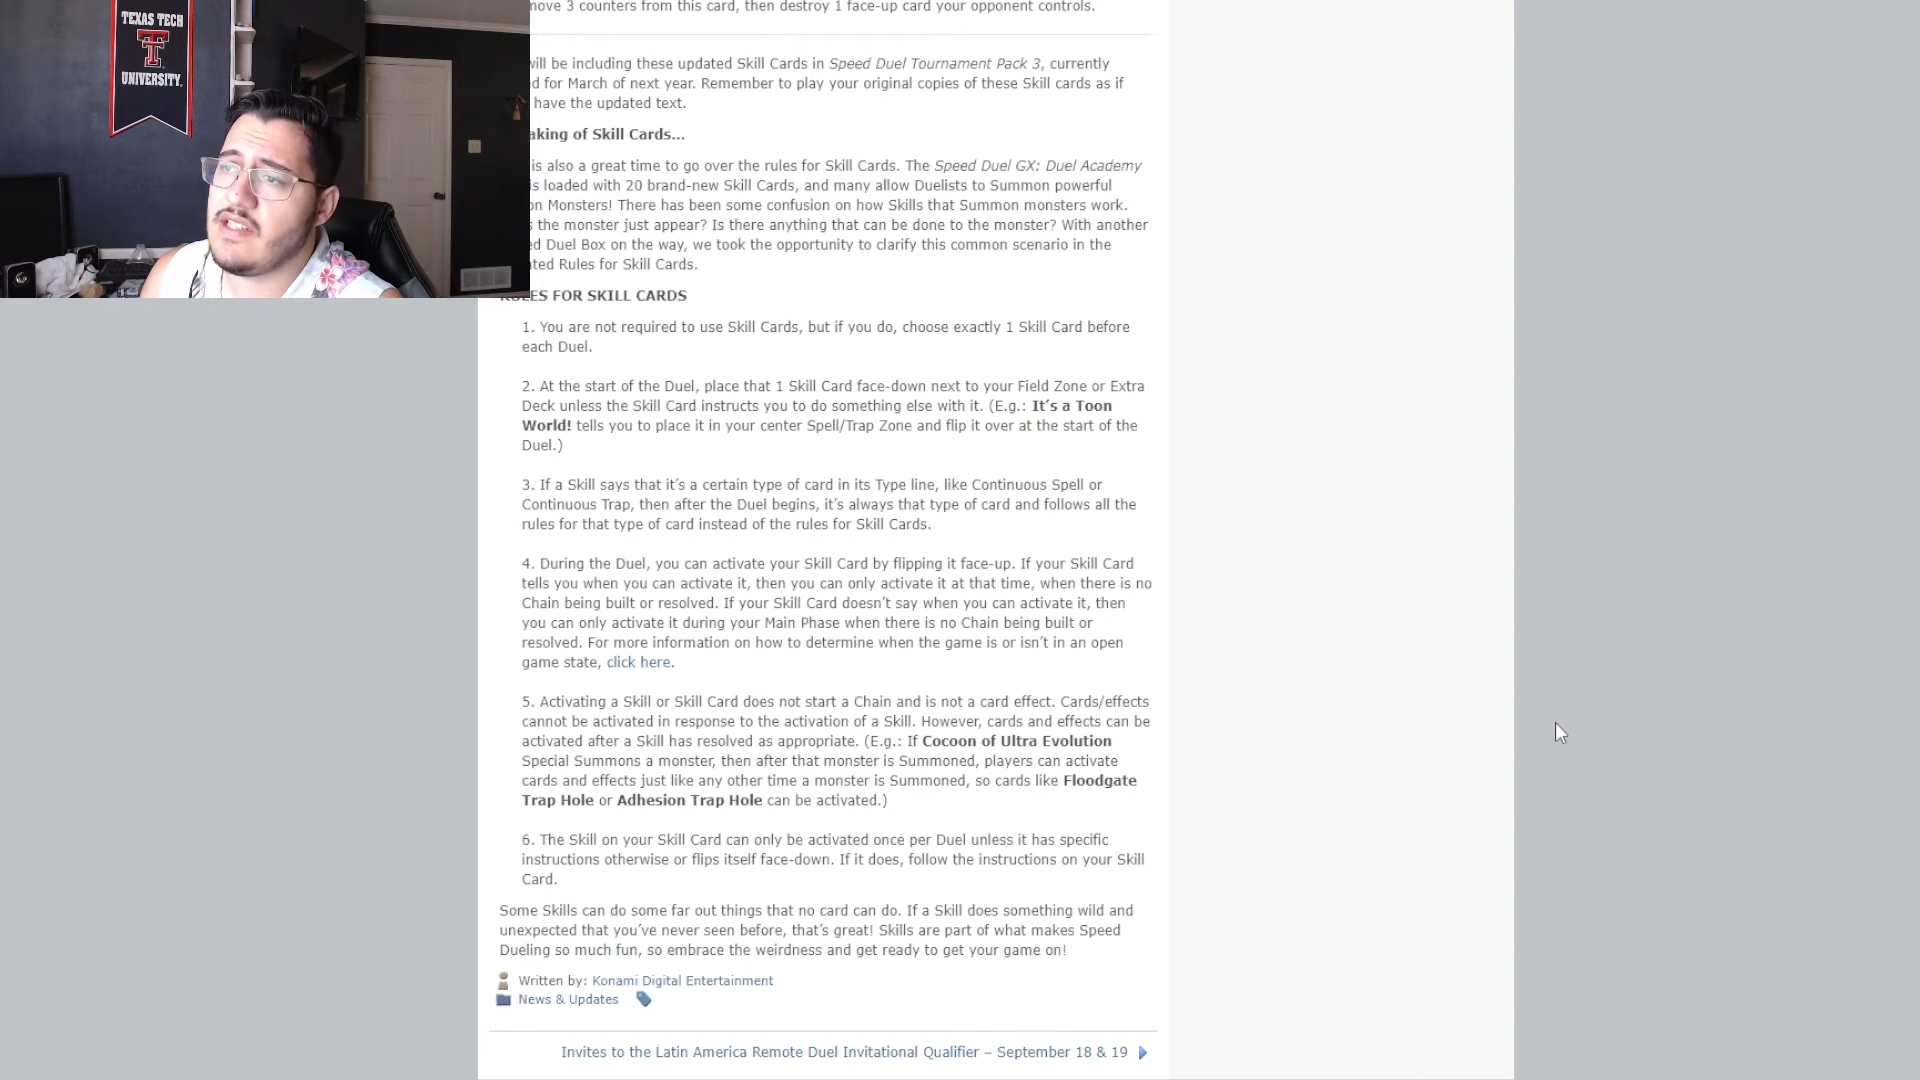 TEXAS TECH
UNIVERSITY.
move 3 counters from this card, then destroy 1 face-up card your opponent controls.
will be including these updated Skill Cards in Speed Duel Tournament Pack 3, currently
for March of next year. Remember to play your original copies of these Skill cards as if
have the updated text.
of Skill Cards...
is also a great time to go over the rules for Skill Cards. The Speed Duel GX: Duel Academy
is loaded with 20 brand-new Skill Cards, and many allow Duelists to Summon powerful
Monsters! There has been some confusion on how Skills that Summon monsters work.
the monster just appear? Is there anything that can be done to the monster? With another
Duel Box on the way, we took the opportunity to clarify this common scenario in the
Rules for Skill Cards.
RULES FOR SKILL CARDS
1. You are not required to use Skill Cards, but if you do, choose exactly 1 Skill Card before
each Duel.
2. At the start of the Duel, place that 1 Skill Card face-down next to your Field Zone or Extra
Deck unless the Skill Card instructs you to do something else with it. (E.g.: It's a Toon
World! tells you to place it in your center Spell/Trap Zone and flip it over at the start of the
Duel.)
3. If a Skill says that it's a certain type of card in its Type line, like Continuous Spell or
Continuous Trap, then after the Duel begins, it's always that type of card and follows all the
rules for that type of card instead of the rules for Skill Cards.
4. During the Duel, you can activate your Skill Card by flipping it face-up. If your Skill Card
tells you when you can activate it, then you can only activate it at that time, when there is no
Chain being built or resolved. If your Skill Card doesn't say when you can activate it, then
you can only activate it during your Main Phase when there is no Chain being built or
resolved. For more information on how to determine when the game is or isn't in an open
game state, click here.
5. Activating a Skill or Skill Card does not start a Chain and is not a card effect. Cards/effects
cannot be activated in response to the activation of a Skill. However, cards and effects can be
activated after a Skill has resolved as appropriate. (E.g.: If Cocoon of Ultra Evolution
Special Summons a monster, then after that monster is Summoned, players can activate
cards and effects just like any other time a monster is Summoned, so cards like Floodgate
Trap Hole or Adhesion Trap Hole can be activated.)
6. The Skill on your Skill Card can only be activated once per Duel unless it has specific
instructions otherwise or flips itself face-down. If it does, follow the instructions on your Skill
Card.
Some Skills can do some far out things that no card can do. If a Skill does something wild and
unexpected that you've never seen before, that's great! Skills are part of what makes Speed
Dueling so much fun, so embrace the weirdness and get ready to get your game on!
Written by: Konami Digital Entertainment
News & Updates
Invites to the Latin America Remote Duel Invitational Qualifier – September 18 & 19